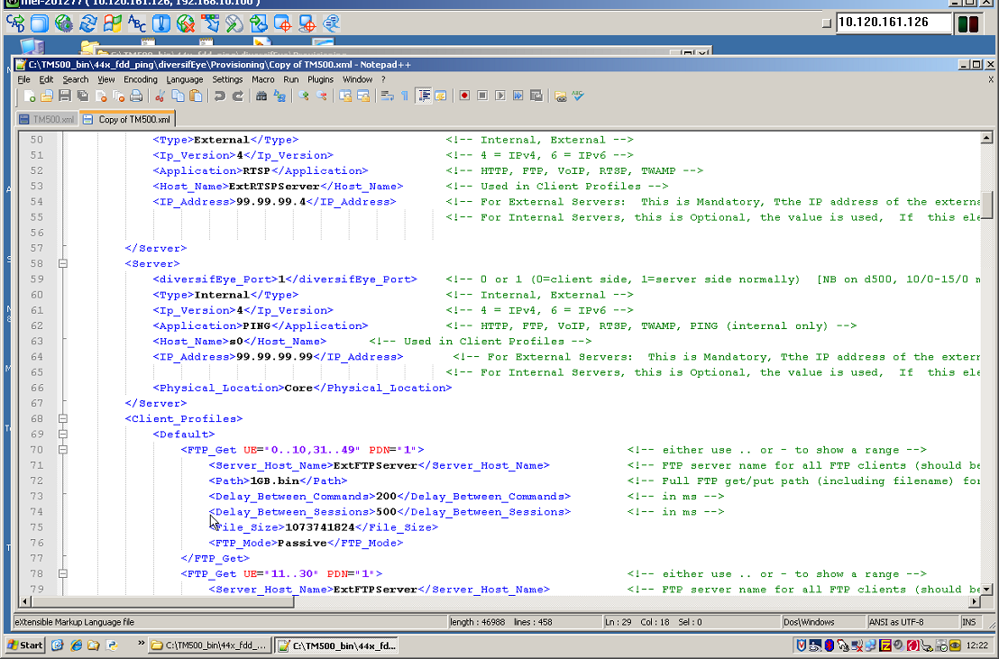 mel-201277 ( 10.120.161.126, 192.168.10.100 )
10.120.161.126
C:\TM500_bin\44x_fdd_ping\diversifEye\Provisioning\Copy of TM500.xml - Notepad++
File Edit Search View Encoding Language Settings Macro Run Plugins Window ?
TM500.xml Copy of TM500.xml
50 <Type>External</Type> <!-- Internal, External -->
51 <Ip_Version>4</Ip_Version> <!-- 4 = IPv4, 6 = IPv6 -->
52 <Application>RTSP</Application> <!-- HTTP, FTP, VoIP, RTSP, TWAMP -->
53 <Host_Name>ExtRTSPServer</Host_Name> <!-- Used in Client Profiles -->
54 <IP_Address>99.99.99.4</IP_Address> <!-- For External Servers: This is Mandatory, Tthe IP address of the externa
55 <!-- For Internal Servers, this is Optional, the value is used, If this ele
56
57 </Server>
58 <Server>
59 <diversifEye_Port>1</diversifEye_Port> <!-- 0 or 1 (0=client side, 1=server side normally) [NB on d500, 10/0-15/0 m
60 <Type>Internal</Type> <!-- Internal, External -->
61 <Ip_Version>4</Ip_Version> <!-- 4 = IPv4, 6 = IPv6 -->
62 <Application>PING</Application> <!-- HTTP, FTP, VoIP, RTSP, TWAMP, PING (internal only) -->
63 <Host_Name>s0</Host_Name> <!-- Used in Client Profiles -->
64 <IP_Address>99.99.99.99</IP_Address> <!-- For External Servers: This is Mandatory, Tthe IP address of the extern
65 <!-- For Internal Servers, this is Optional, the value is used, If this ele
66 <Physical_Location>Core</Physical_Location>
67 </Server>
68 <Client_Profiles>
69 <Default>
70 <FTP_Get UE="0..10,31..49" PDN="1"> <!-- either use .. or - to show a range -->
71 <Server_Host_Name>ExtFTPServer</Server_Host_Name> <!-- FTP server name for all FTP clients (should be
72 <Path>1GB.bin</Path> <!-- Full FTP get/put path (including filename) for
73 <Delay_Between_Commands>200</Delay_Between_Commands> <!-- in ms -->
74 <Delay_Between_Sessions>500</Delay_Between_Sessions> <!-- in ms -->
75 <File_Size>1073741824</File_Size>
76 <FTP_Mode>Passive</FTP_Mode>
77 </FTP_Get>
78 <FTP_Get UE="11..30" PDN="1"> <!-- either use .. or - to show a range -->
79 <Server_Host_Name>ExtFTPServer</Server_Host_Name> <!-- FTP server name for all FTP clients (should be
eXtensible Markup Language file length : 46988 lines : 458 Ln : 29 Col : 18 Sel : 0 Dos\Windows ANSI as UTF-8 INS
Start C:\TM500_bin\44x_fdd_... C:\TM500_bin\44x_fd... 12:22